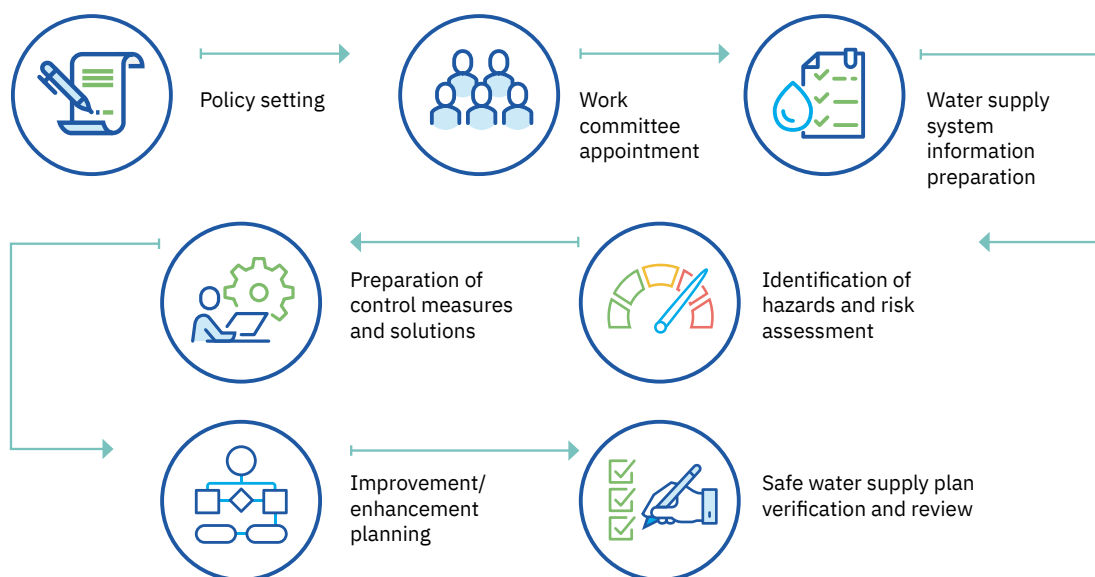 Policy setting
Work
committee
appointment
Water supply
system
information
preparation
Identification of
hazards and risk
assessment
Preparation of
control measures
and solutions
Improvement/
enhancement
planning
Safe water supply plan
verification and review